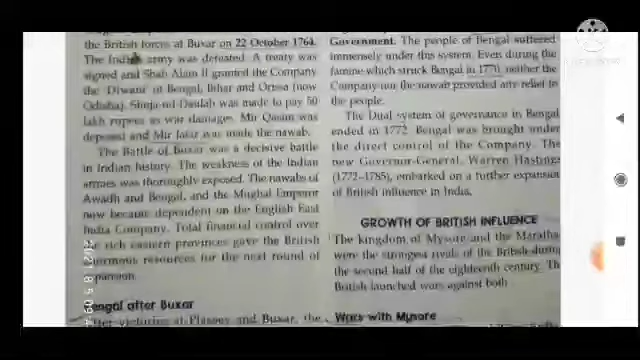 the British forces at Buxar on 22 October 1764.
The Indian army was defeated. A treaty was
signed and Shah Alam II granted the Company
the 'Diwani' of Bengal, Bihar and Orissa (now
Odisha). Shuja-ud-Daulah was made to pay 50
lakh rupees as war damages. Mir Qasim was
deposed and Mir Jafar was made the nawab.
The Battle of Buxar was a decisive battle
in Indian history. The weakness of the Indian
armies was thoroughly exposed. The nawabs of
Awadh and Bengal, and the Mughal Emperor
now became dependent on the English East
India Company. Total financial control over
rich eastern provinces gave the British
enormous resources for the next round of
expansion.
Bengal after Buxar
After victories at Plassey and Buxar, the
Government. The people of Bengal suffered
immensely under this system. Even during the
famine which struck Bengal in 1770, neither the
Company nor the nawab provided any relief to
the people.
The Dual system of governance in Bengal
ended in 1772. Bengal was brought under
the direct control of the Company. The
new Governor-General, Warren Hastings
(1772–1785), embarked on a further expansion
of British influence in India.
GROWTH OF BRITISH INFLUENCE
The kingdom of Mysore and the Maratha
were the strongest rivals of the British during
the second half of the eighteenth century. Th
British launched wars against both.
Wars with Mysore